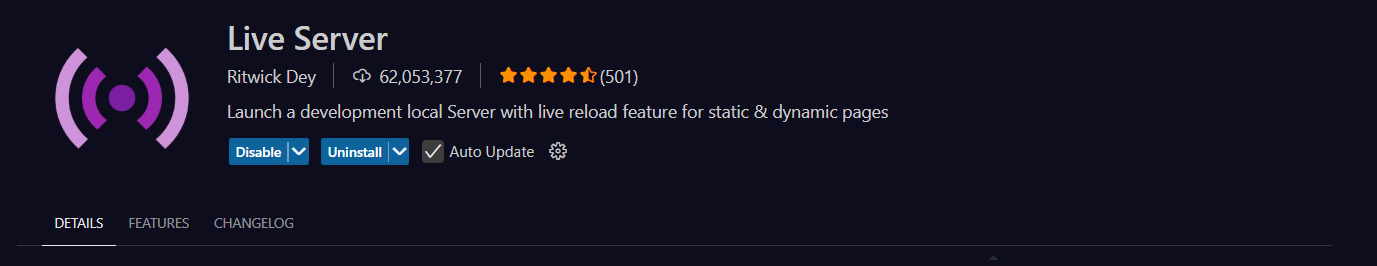 Live Server
Ritwick Dey 62,053,377 (501)
Launch a development local Server with live reload feature for static & dynamic pages
Disable Uninstall Auto Update
DETAILS FEATURES CHANGELOG